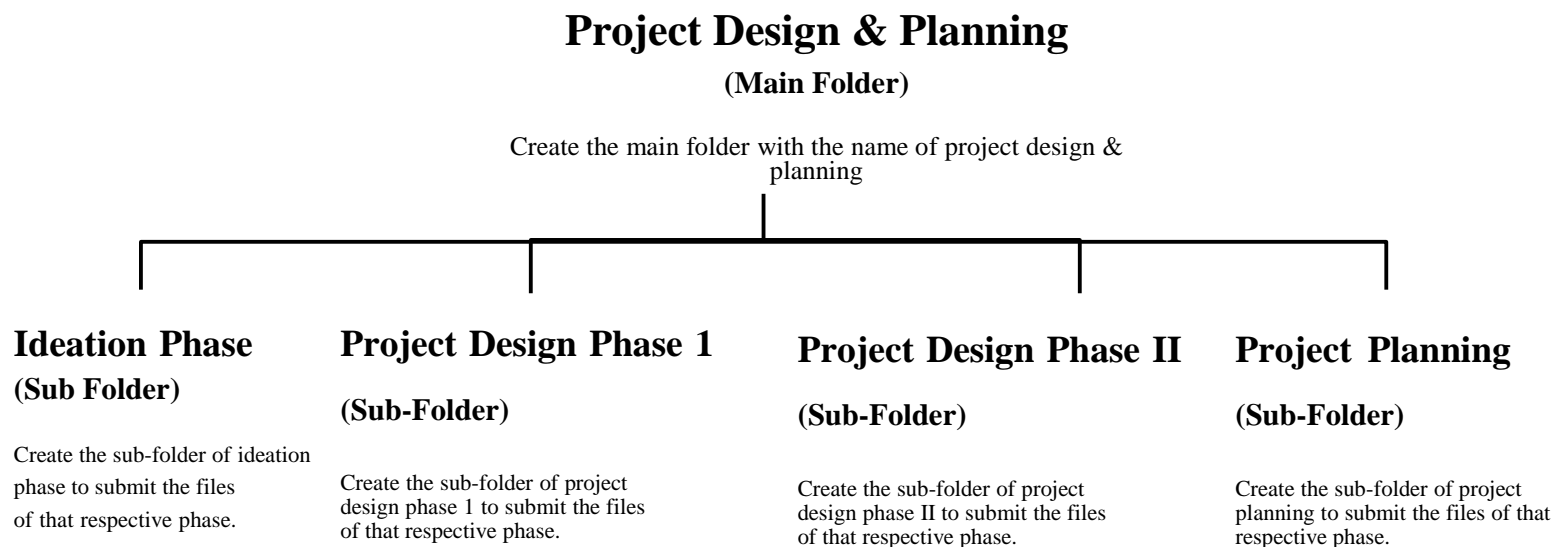 Project Design & Planning
(Main Folder)
Create the main folder with the name of project design &
planning
Ideation Phase
(Sub Folder)
Create the sub-folder of ideation
phase to submit the files
of that respective phase.
Project Design Phase 1
(Sub-Folder)
Create the sub-folder of project
design phase 1 to submit the files
of that respective phase.
Project Design Phase II
(Sub-Folder)
Create the sub-folder of project
design phase II to submit the files
of that respective phase.
Project Planning
(Sub-Folder)
Create the sub-folder of project
planning to submit the files of that
respective phase.